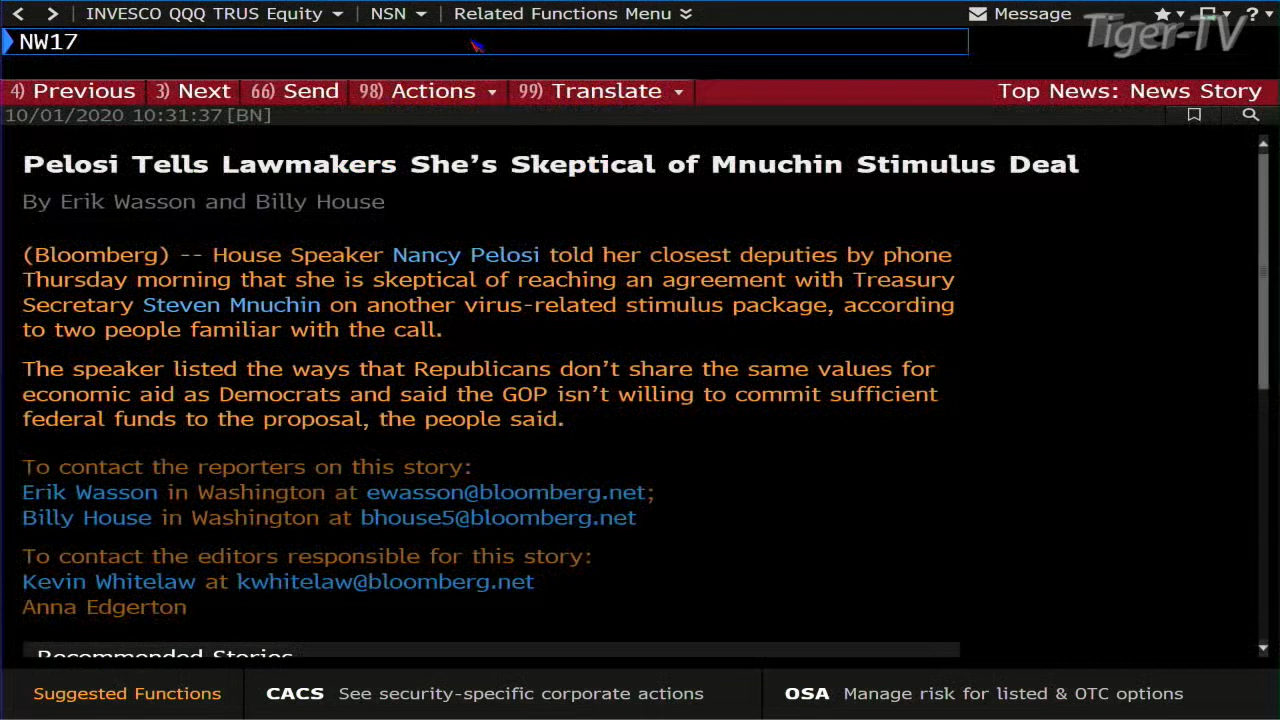 INVESCO QQQ TRUS Equity NSN Related Functions Menu Message ?
Tiger-TV
NW17
4) Previous 3) Next 66) Send 98) Actions 99) Translate Top News: News Story
10/01/2020 10:31:37[BN]
Pelosi Tells Lawmakers She's Skeptical of Mnuchin Stimulus Deal
By Erik Wasson and Billy House
(Bloomberg) -- House Speaker Nancy Pelosi told her closest deputies by phone
Thursday morning that she is skeptical of reaching an agreement with Treasury
Secretary Steven Mnuchin on another virus-related stimulus package, according
to two people familiar with the call.
The speaker listed the ways that Republicans don't share the same values for
economic aid as Democrats and said the GOP isn't willing to commit sufficient
federal funds to the proposal, the people said.
To contact the reporters on this story:
Erik Wasson in Washington at ewasson@bloomberg.net;
Billy House in Washington at bhouse5@bloomberg.net
To contact the editors responsible for this story:
Kevin Whitelaw at kwhitelaw@bloomberg.net
Anna Edgerton
Recommended Stories
Suggested Functions CACS See security-specific corporate actions OSA Manage risk for listed & OTC options